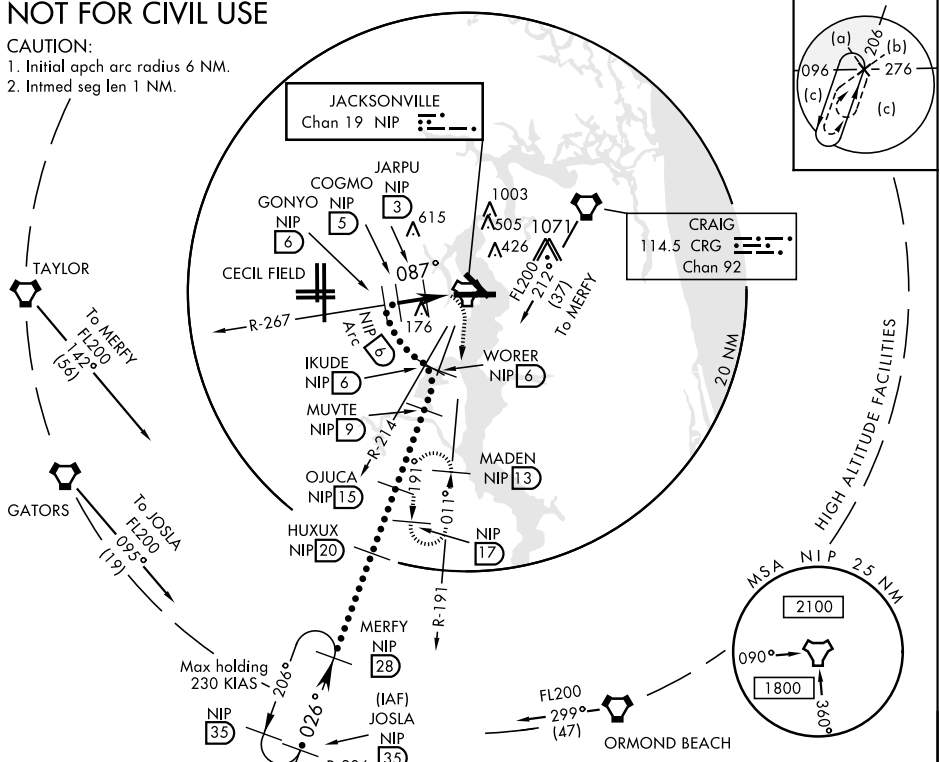 NOT FOR CIVIL USE
CAUTION:
1. Initial apch arc radius 6 NM.
2. Intmed seg len 1 NM.
(a)
206
(b)
096
276
(c)
(c)
JACKSONVILLE
Chan 19 NIP
JARPU
NIP
3
COGMO
NIP
5
GONYO
NIP
6
615
1003
505
426
1071
CRAIG
114.5 CRG
Chan 92
FL200
212°
(37)
To MERFY
TAYLOR
To MERFY
FL200
142°
(56)
CECIL FIELD
087°
176
R-267
NIP 6
Arc
IKUDE
NIP 6
WORER
NIP 6
MUVTE
NIP 9
R-214
20 NM
HIGH ALTITUDE FACILITIES
GATORS
To JOSLA
FL200
095°
(19)
OJUCA
NIP 15
191°
011°
MADEN
NIP 13
HUXUX
NIP 20
NIP
17
R-191
MERFY
NIP
28
Max holding
230 KIAS
206°
026°
NIP
35
(IAF)
JOSLA
NIP
35
FL200
299°
(47)
ORMOND BEACH
MSA NIP 25 NM
2100
090°
1800
360°